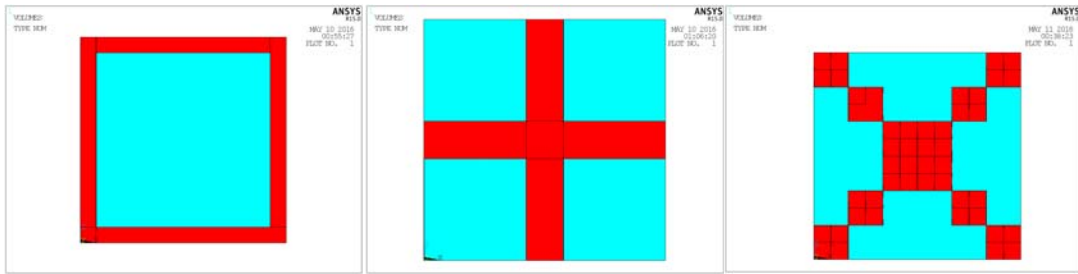 VOLUMES
TYPE NUM
ANSYS
R15.0
MAY 10 2016
00:55:27
PLOT NO. 1
VOLUMES
TYPE NUM
ANSYS
R15.0
MAY 10 2016
01:06:20
PLOT NO. 1
VOLUMES
TYPE NUM
ANSYS
R15.0
MAY 11 2016
00:38:23
PLOT NO. 1